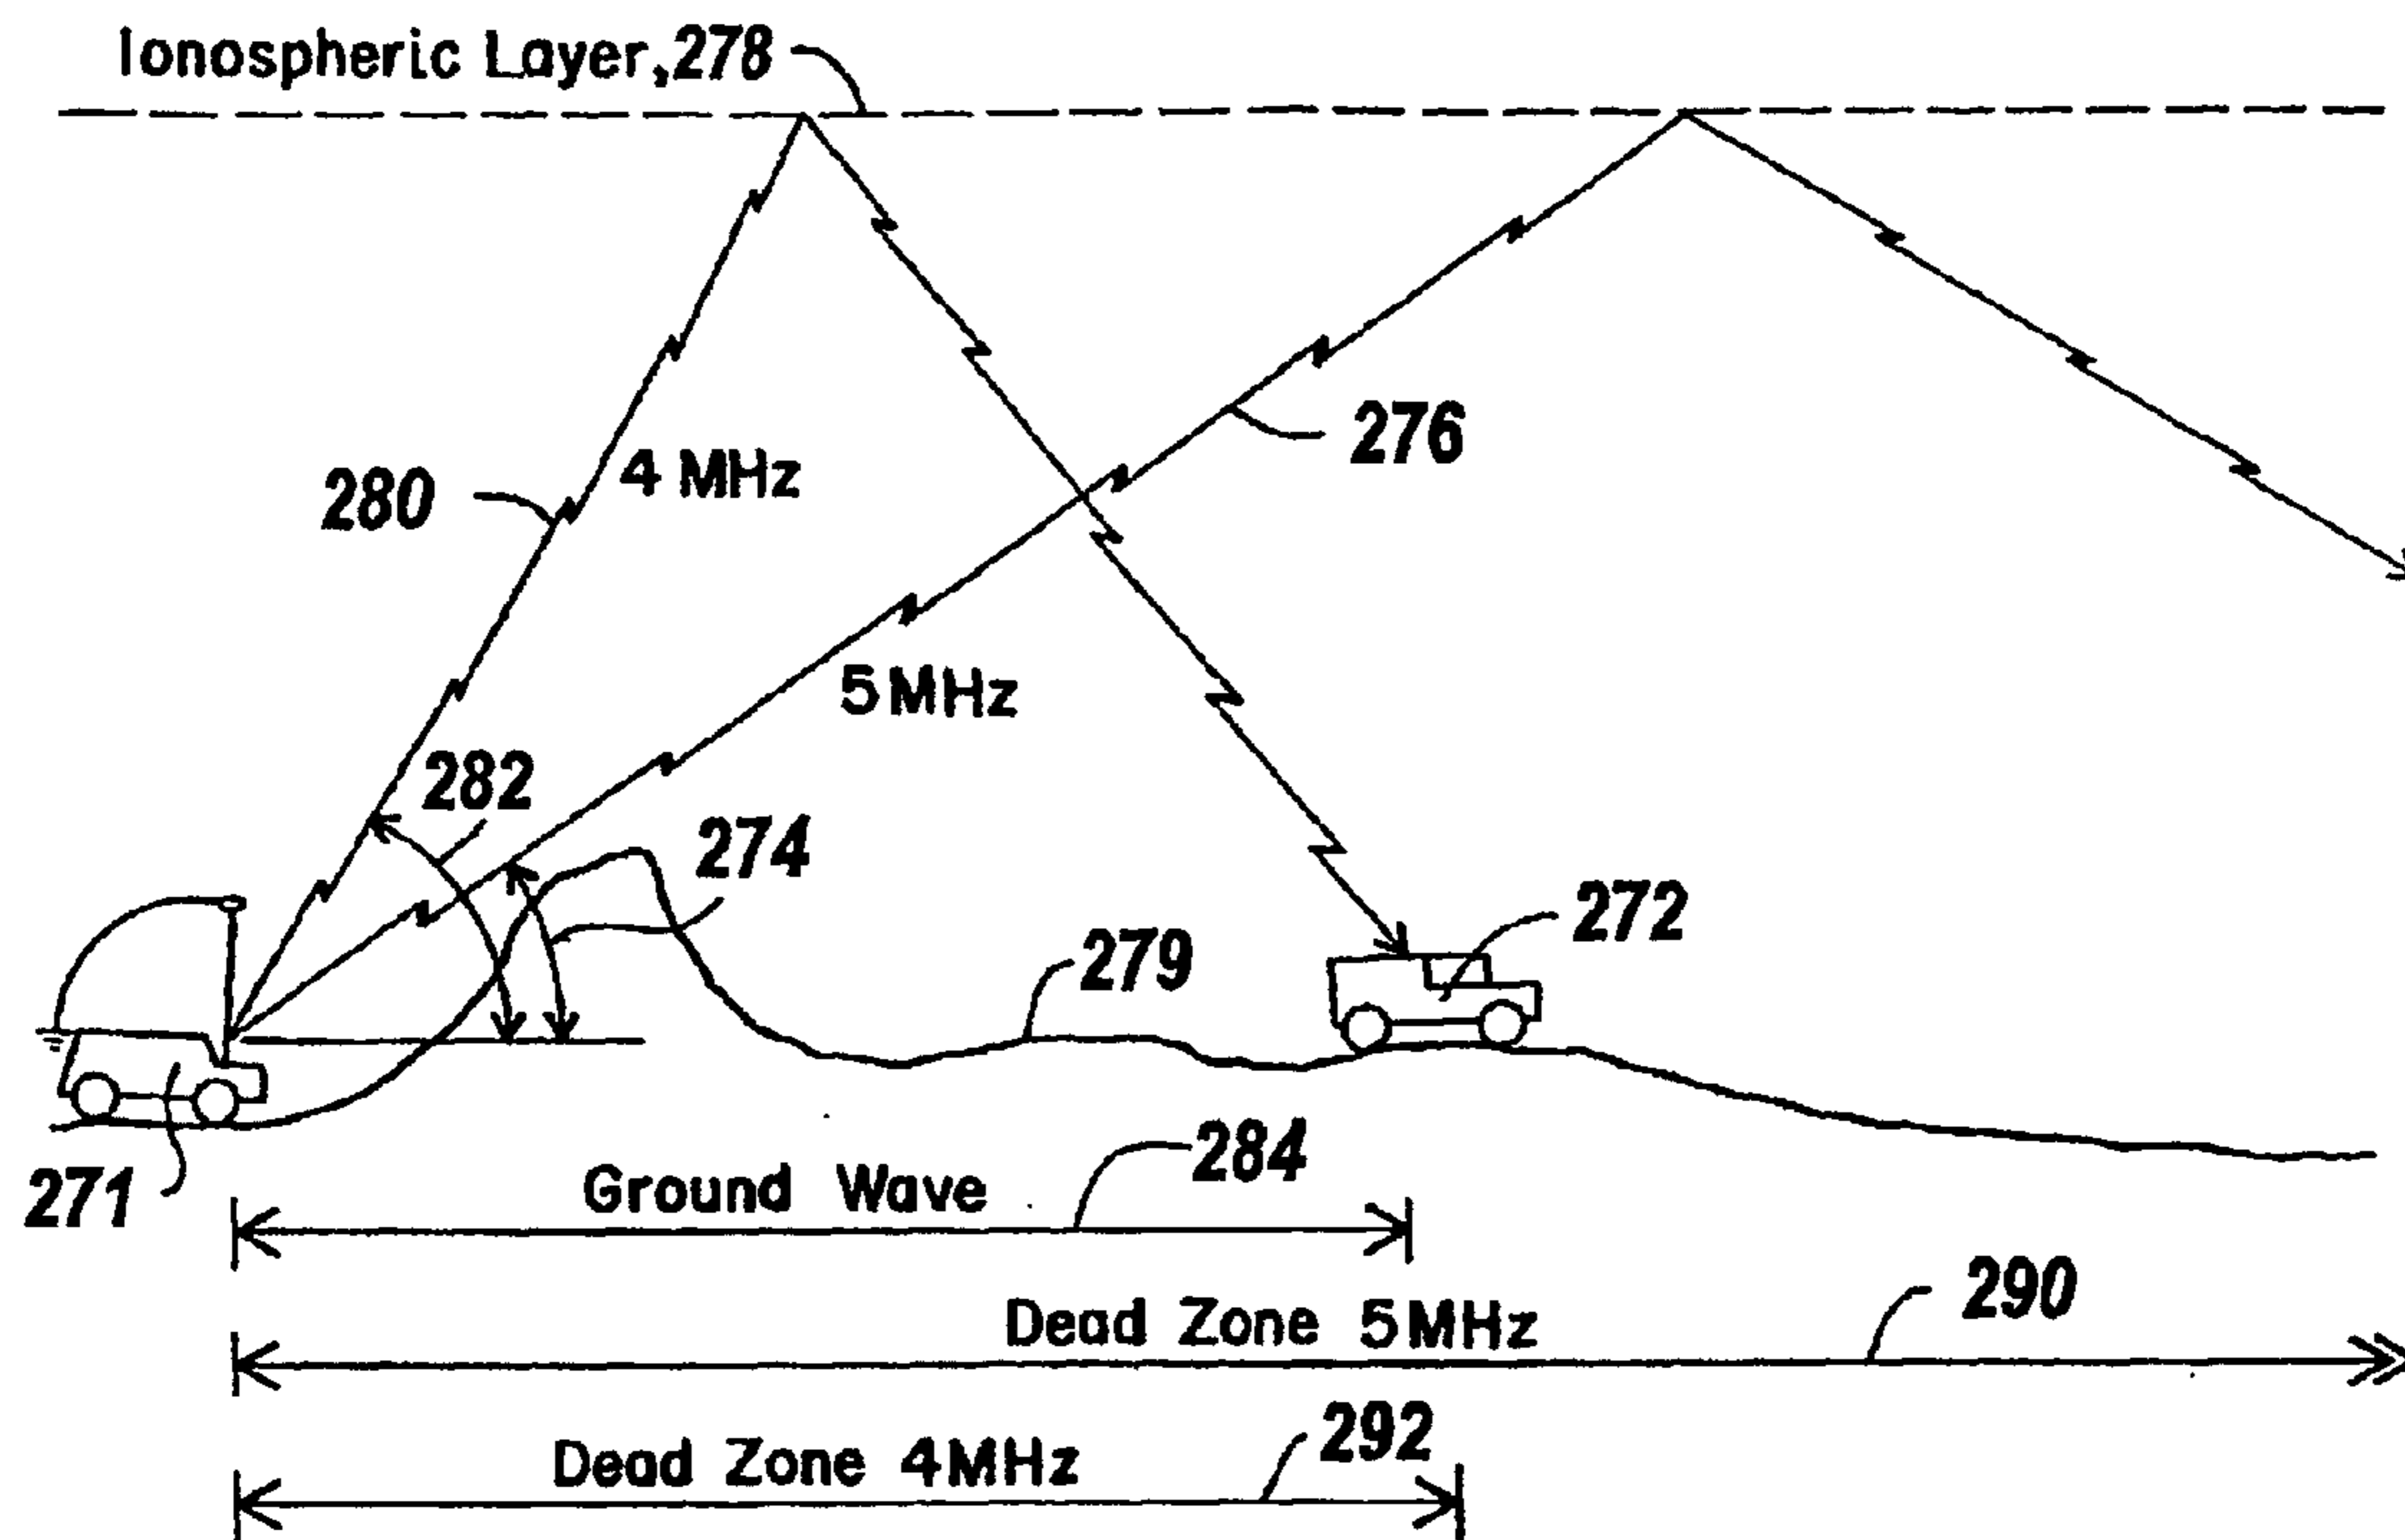 Ionospheric Layer,278
276
280
4 MHz
5MHz
282
274
272
279
271
Ground Wave
284
Dead Zone 5MHz
290
Dead Zone 4MHz
292